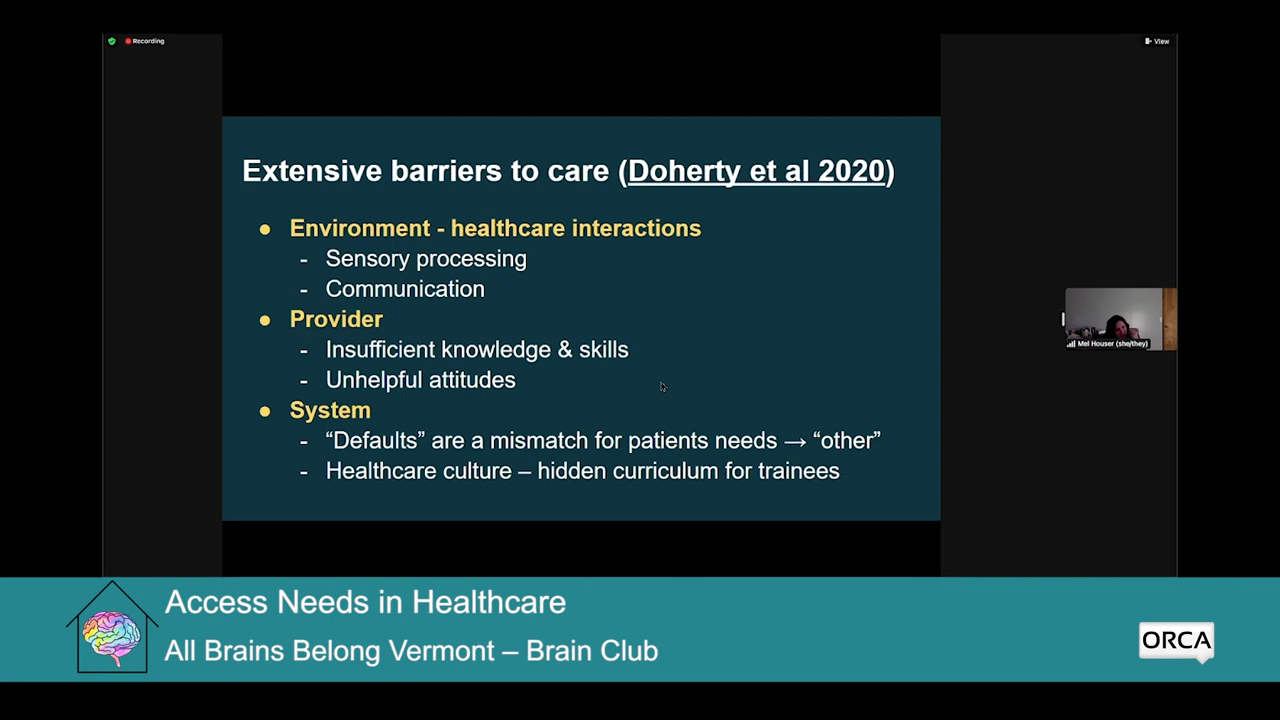 Recording
View
Extensive barriers to care (Doherty et al 2020)
● Environment - healthcare interactions
- Sensory processing
- Communication
● Provider
- Insufficient knowledge & skills
- Unhelpful attitudes
● System
- “Defaults” are a mismatch for patients needs → “other”
- Healthcare culture – hidden curriculum for trainees
Mel Houser (she/they)
Access Needs in Healthcare
All Brains Belong Vermont – Brain Club
ORCA